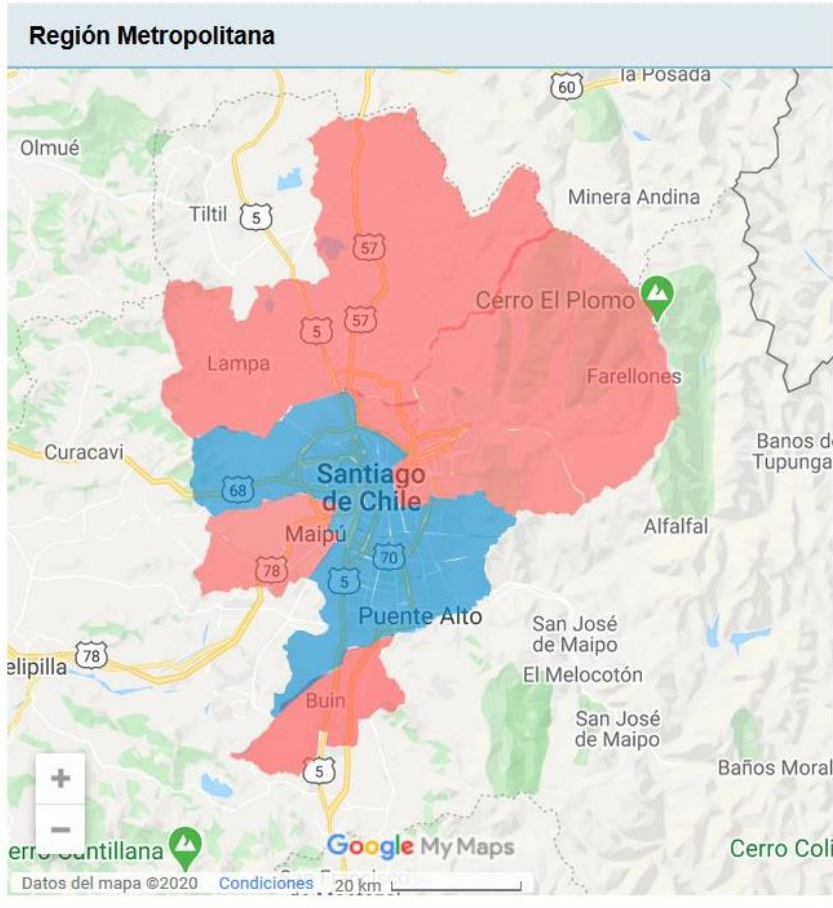 Región Metropolitana
la Posada
60
Olmué
Minera Andina
Tiltil
5
57
Cerro El Plomo
5
57
Lampa
Farellones
Curacavi
Banos d
Tupunga
Santiago
de Chile
68
Maipú
Alfalfal
78
70
5
Puente Alto
San José
de Maipo
78
elipilla
El Melocotón
Buin
San José
de Maipo
5
Baños Moral
+
−
Google My Maps
Cerro Coli
Datos del mapa ©2020
Condiciones
20 km